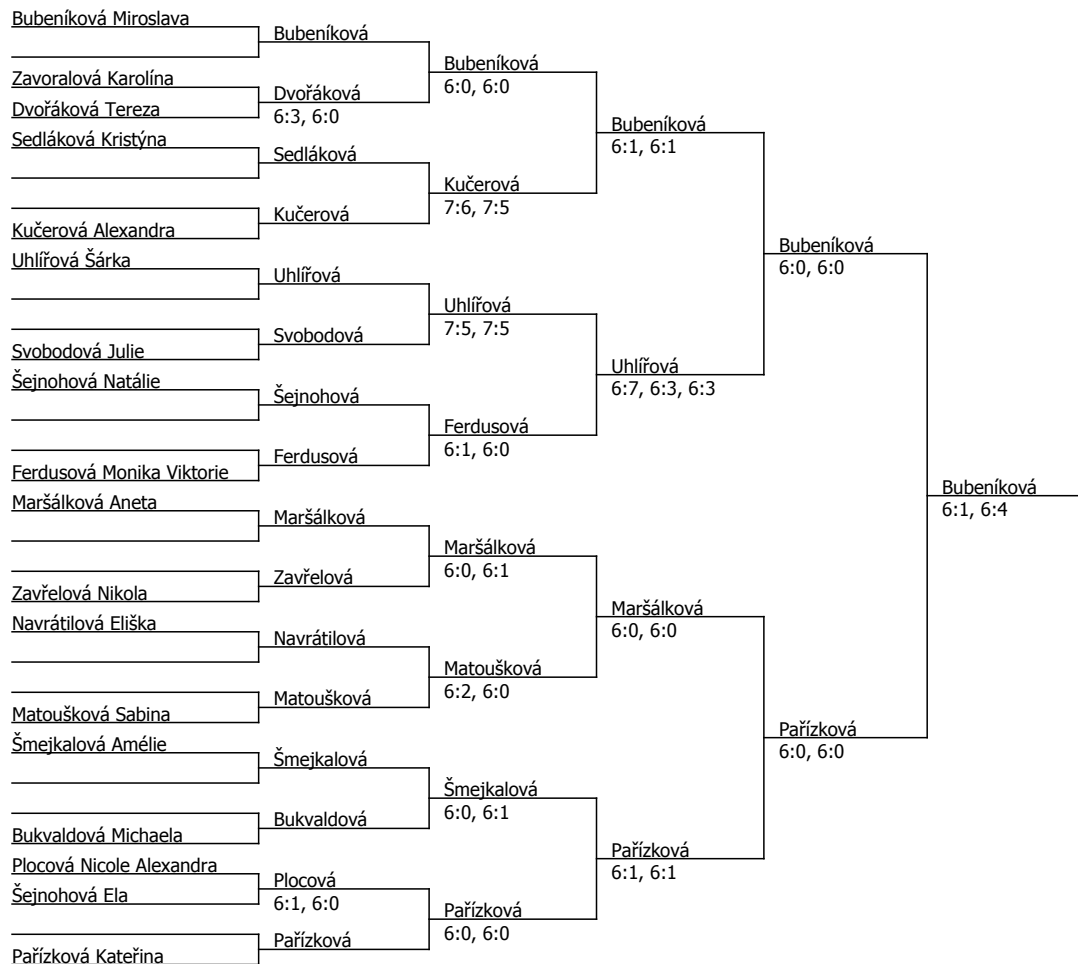 Bubeníková Miroslava
Zavoralová Karolína
Dvořáková Tereza
Sedláková Kristýna
Kučerová Alexandra
Uhlířová Šárka
Svobodová Julie
Šejnohová Natálie
Ferdusová Monika Viktorie
Maršálková Aneta
Zavřelová Nikola
Navrátilová Eliška
Matoušková Sabina
Šmejkalová Amélie
Bukvaldová Michaela
Plocová Nicole Alexandra
Šejnohová Ela
Pařízková Kateřina
Bubeníková
Dvořáková
6:3, 6:0
Sedláková
Kučerová
Uhlířová
Svobodová
Šejnohová
Ferdusová
Maršálková
Zavřelová
Navrátilová
Matoušková
Šmejkalová
Bukvaldová
Plocová
6:1, 6:0
Pařízková
Bubeníková
6:0, 6:0
Kučerová
7:6, 7:5
Uhlířová
7:5, 7:5
Ferdusová
6:1, 6:0
Maršálková
6:0, 6:1
Matoušková
6:2, 6:0
Šmejkalová
6:0, 6:1
Pařízková
6:0, 6:0
Bubeníková
6:1, 6:1
Uhlířová
6:7, 6:3, 6:3
Maršálková
6:0, 6:0
Pařízková
6:1, 6:1
Bubeníková
6:0, 6:0
Pařízková
6:0, 6:0
Bubeníková
6:1, 6:4